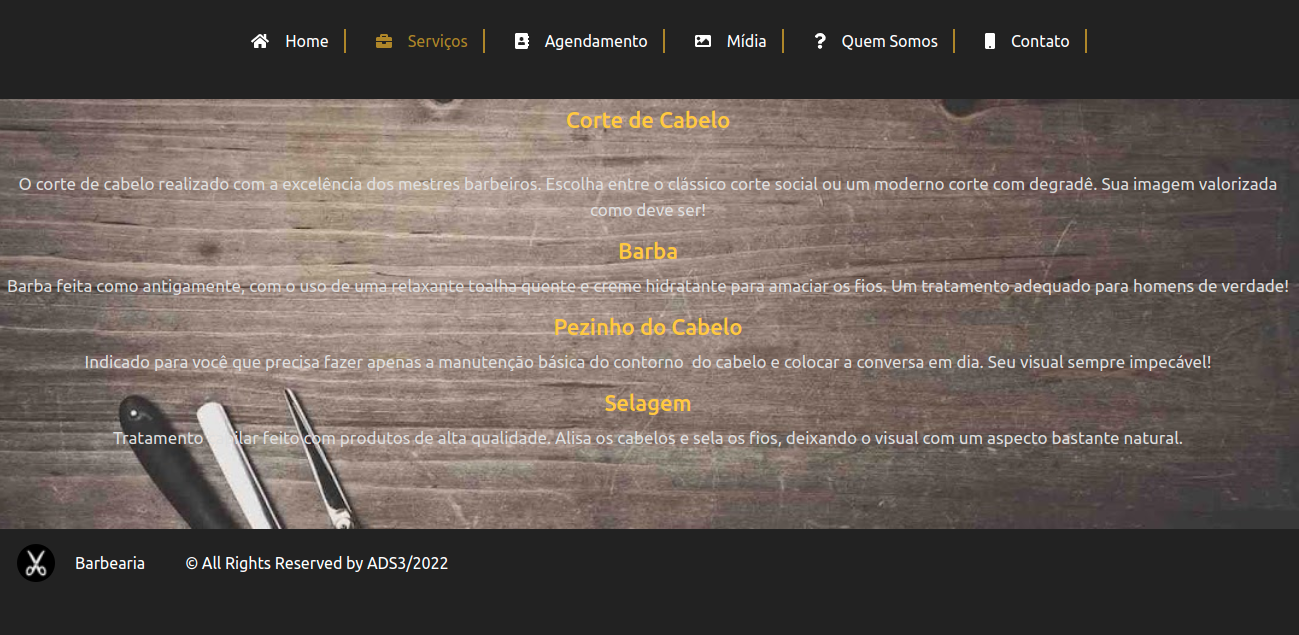 Home Serviços Agendamento Mídia Quem Somos Contato
Corte de Cabelo
O corte de cabelo realizado com a excelência dos mestres barbeiros. Escolha entre o clássico corte social ou um moderno corte com degradê. Sua imagem valorizada
como deve ser!
Barba
Barba feita como antigamente, com o uso de uma relaxante toalha quente e creme hidratante para amaciar os fios. Um tratamento adequado para homens de verdade!
Pezinho do Cabelo
Indicado para você que precisa fazer apenas a manutenção básica do contorno do cabelo e colocar a conversa em dia. Seu visual sempre impecável!
Selagem
Tratamento feito com produtos de alta qualidade. Alisa os cabelos e sela os fios, deixando o visual com um aspecto bastante natural.
Barbearia © All Rights Reserved by ADS3/2022